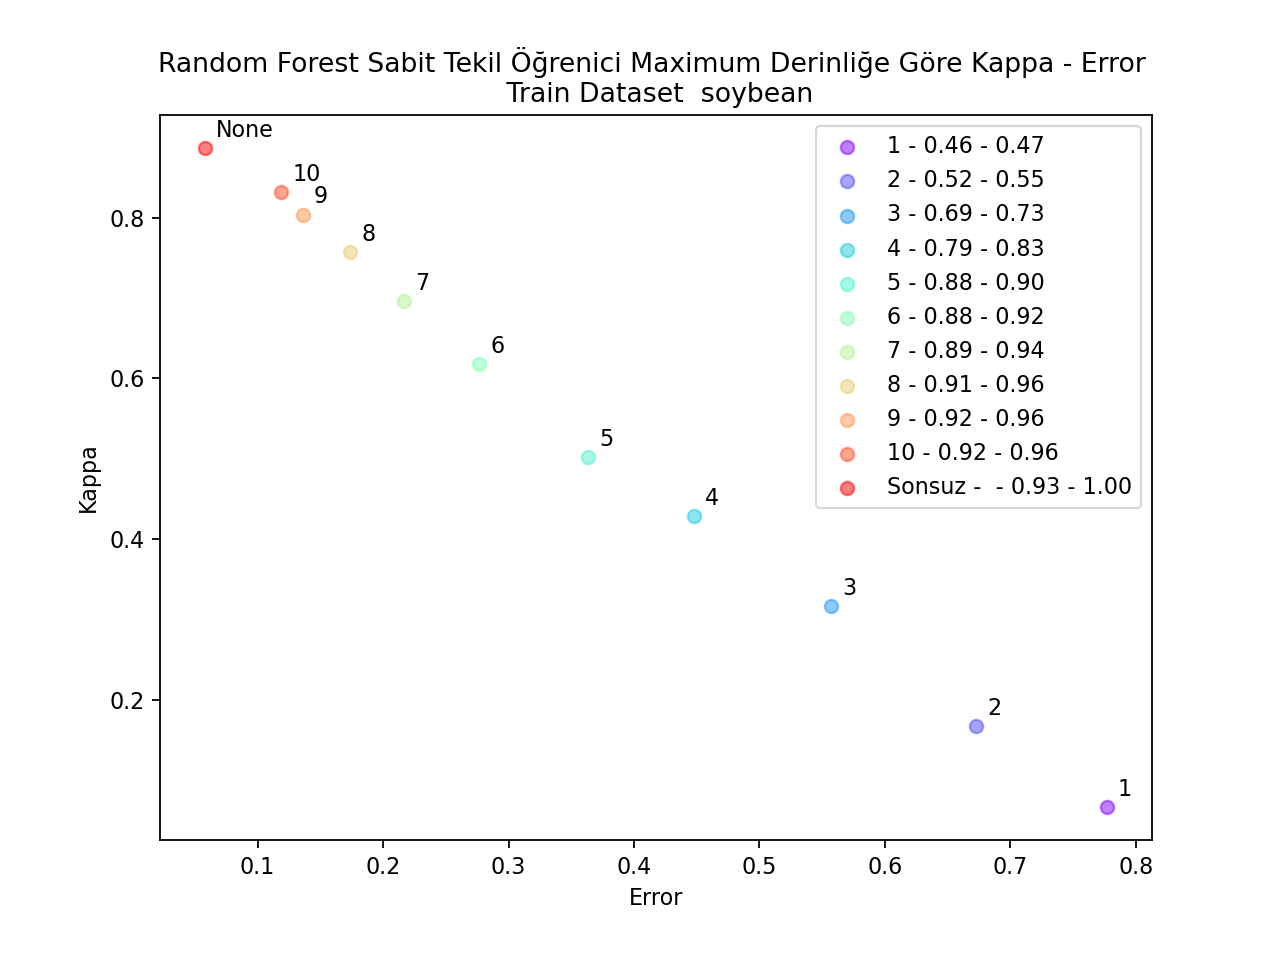 Random Forest Sabit Tekil Öğrenici Maximum Derinliğe Göre Kappa - Error
Train Dataset  soybean
None
10
9
8
7
6
5
4
3
2
1
1 - 0.46 - 0.47
2 - 0.52 - 0.55
3 - 0.69 - 0.73
4 - 0.79 - 0.83
5 - 0.88 - 0.90
6 - 0.88 - 0.92
7 - 0.89 - 0.94
8 - 0.91 - 0.96
9 - 0.92 - 0.96
10 - 0.92 - 0.96
Sonsuz -  - 0.93 - 1.00
Kappa
0.8
0.6
0.4
0.2
0.1 0.2 0.3 0.4 0.5 0.6 0.7 0.8
Error